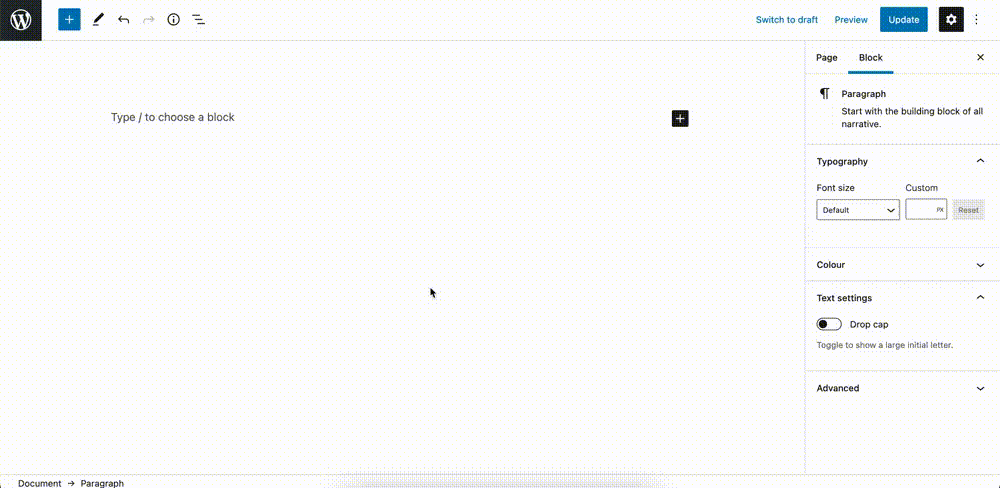 Switch to draft Preview Update
Page Block
Type / to choose a block
Paragraph
Start with the building block of all
narrative.
Typography
Font size Custom
Default PX Reset
Colour
Text settings
Drop cap
Toggle to show a large initial letter.
Advanced
Document → Paragraph